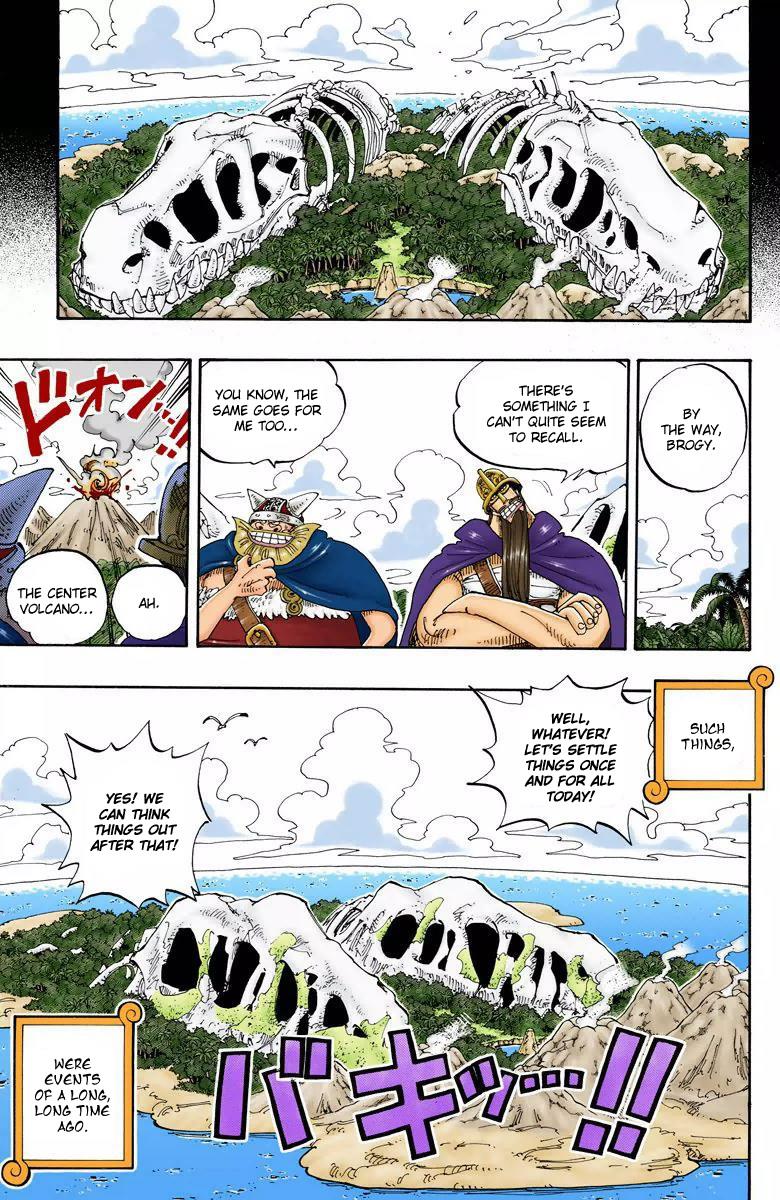 BY
THE WAY,
BROGY.
THERE'S
SOMETHING I
CAN'T QUITE SEEM
TO RECALL.
YOU KNOW, THE
SAME GOES FOR
ME TOO...
ドオン...!!
AH.
THE CENTER
VOLCANO...
SUCH
THINGS,
WELL,
WHATEVER!
LET'S SETTLE
THINGS ONCE
AND FOR ALL
TODAY!
YES! WE
CAN THINK
THINGS OUT
AFTER THAT!
バキッ...!!
WERE
EVENTS
OF A LONG,
LONG TIME
AGO.